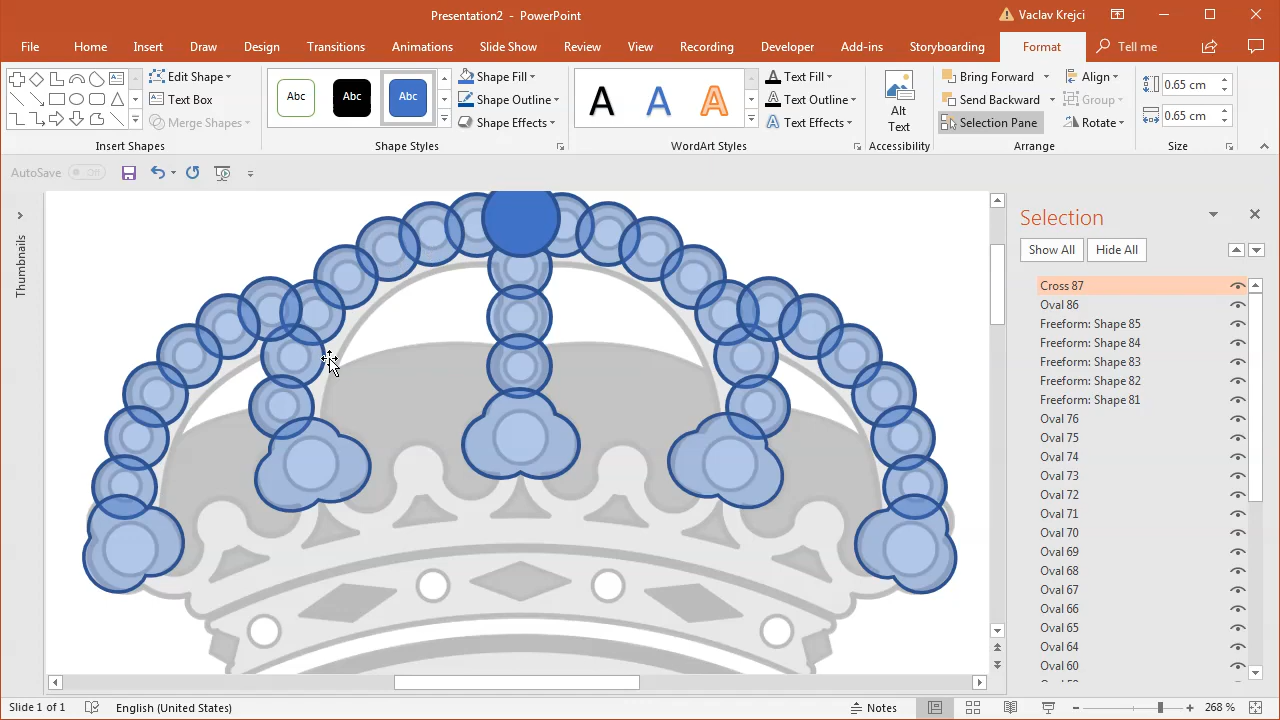 Presentation2 - PowerPoint
Vaclav Krejci
File Home Insert Draw Design Transitions Animations Slide Show Review View Recording Developer Add-ins Storyboarding Format Tell me
Edit Shape
Text Box
Merge Shapes
Insert Shapes
Abc Abc Abc
Shape Fill
Shape Outline
Shape Effects
Shape Styles
A A A
Text Fill
Text Outline
Text Effects
WordArt Styles
Alt
Text
Accessibility
Bring Forward
Send Backward
Selection Pane
Align
Group
Rotate
Arrange
0.65 cm
0.65 cm
Size
AutoSave Off
Thumbnails
Selection
Show All Hide All
Cross 87
Oval 86
Freeform: Shape 85
Freeform: Shape 84
Freeform: Shape 83
Freeform: Shape 82
Freeform: Shape 81
Oval 76
Oval 75
Oval 74
Oval 73
Oval 72
Oval 71
Oval 70
Oval 69
Oval 68
Oval 67
Oval 66
Oval 65
Oval 64
Oval 60
Slide 1 of 1 English (United States) Notes 268 %